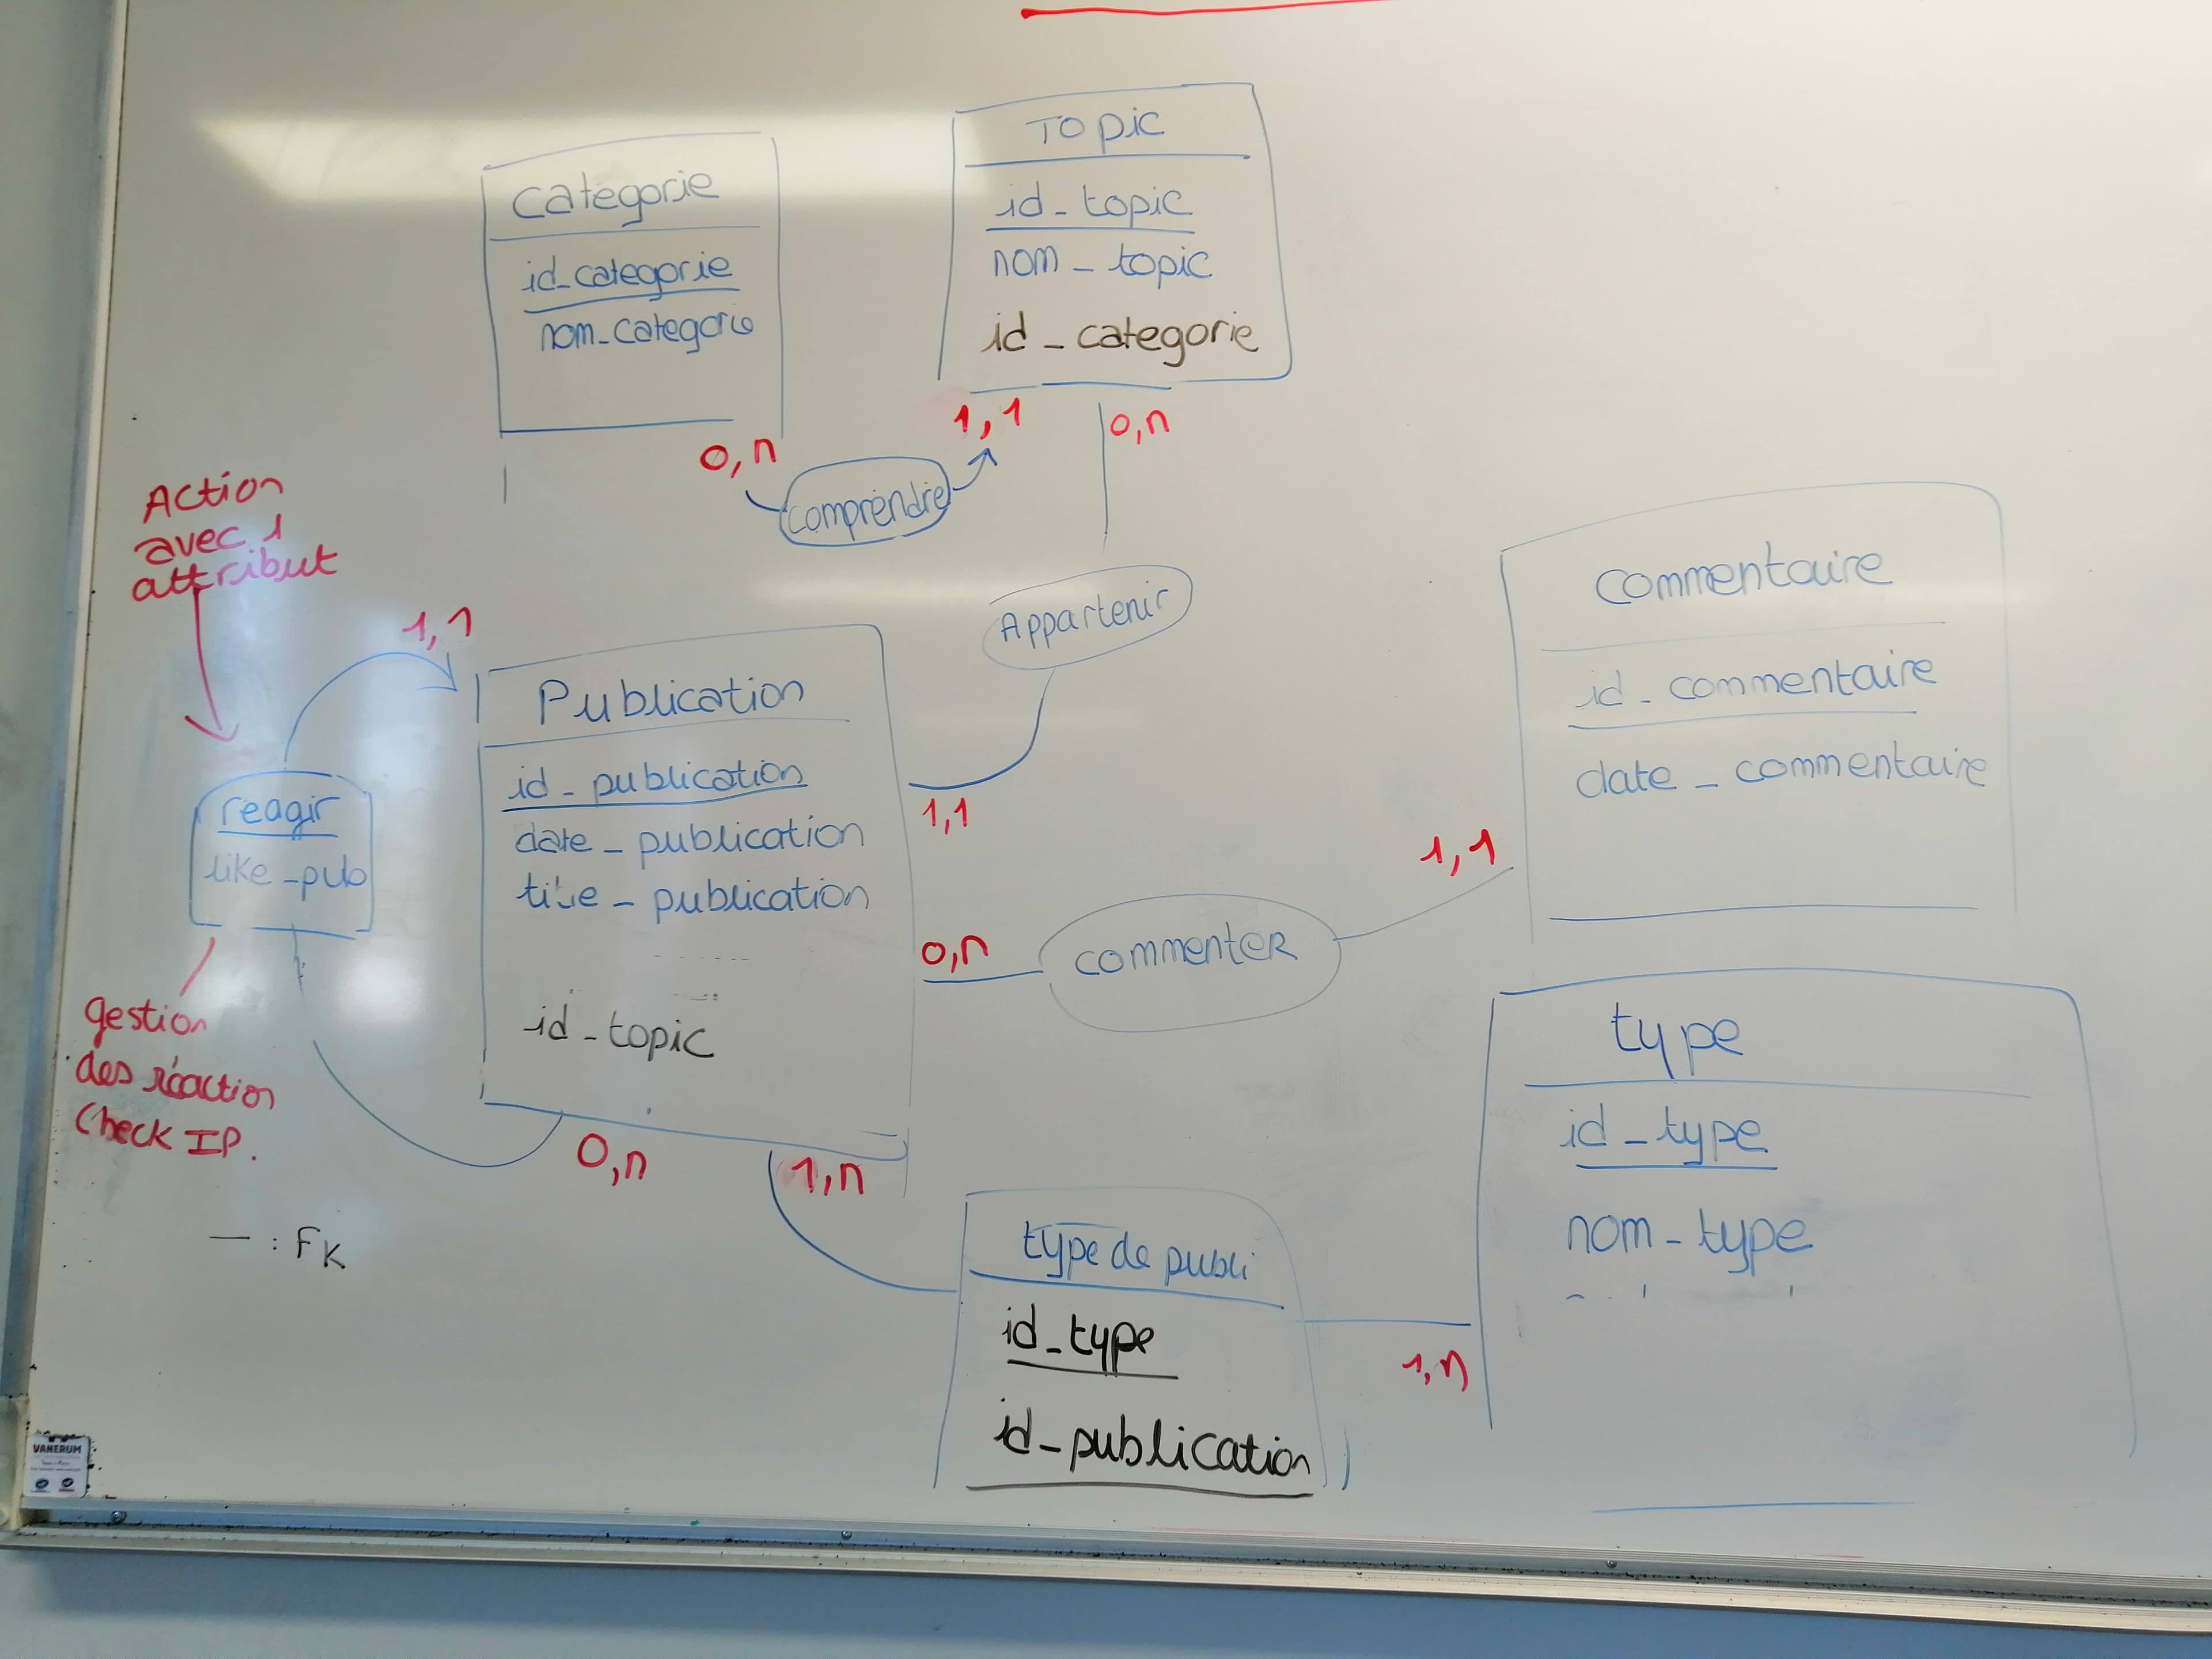 Categorie
id_categorie
nom_categorie
0,n
Topic
id_topic
nom_topic
id_categorie
1,1
0,n
comprendre
Appartenir
Action
avec 1
attribut
1,1
reagir
like_pub
gestion
des réaction
Check IP.
— : FK
Publication
id_publication
date_publication
titre_publication
id_topic
1,1
0,n
0,n
1,n
commenter
1,1
commentaire
id_commentaire
date_commentaire
type
id_type
nom_type
1,n
type de publi
id_type
id_publication
VANERUM